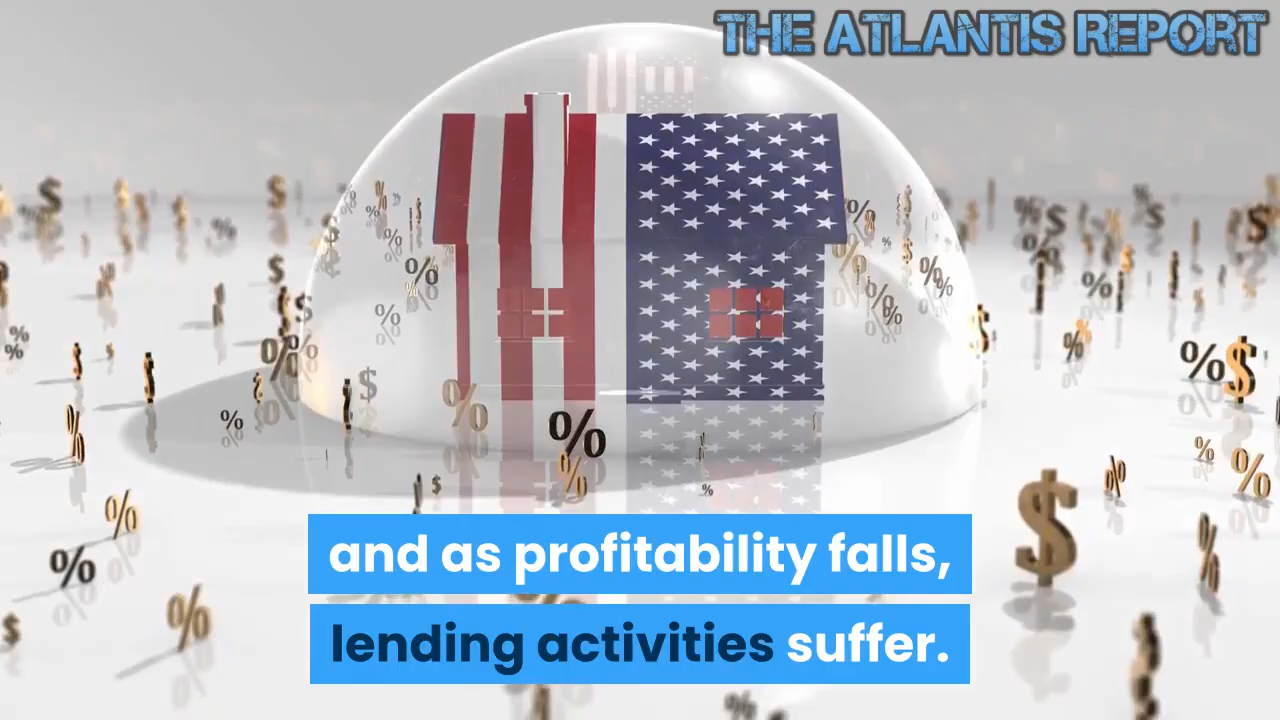 THE ATLANTIS REPORT
and as profitability falls,
lending activities suffer.